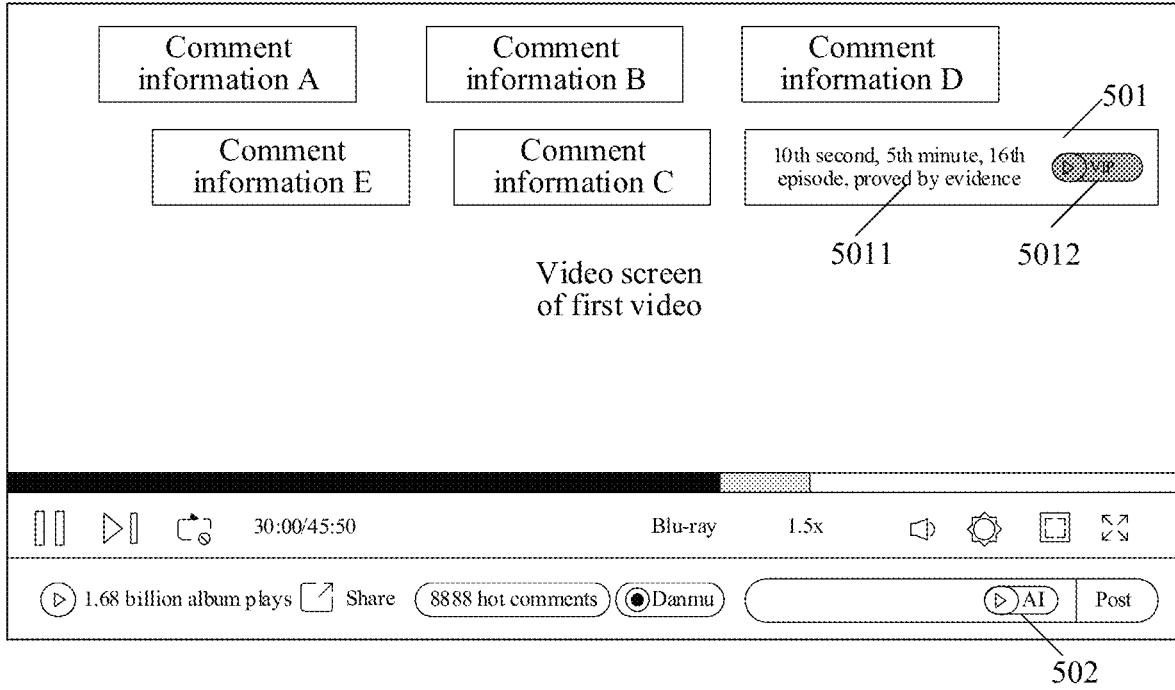 Comment
information A
Comment
information B
Comment
information D
501
Comment
information E
Comment
information C
10th second, 5th minute, 16th
episode, proved by evidence
5011
5012
Video screen
of first video
30:00/45:50
Blu-ray
1.5x
1.68 billion album plays
Share
8888 hot comments
Danmu
AI
Post
502